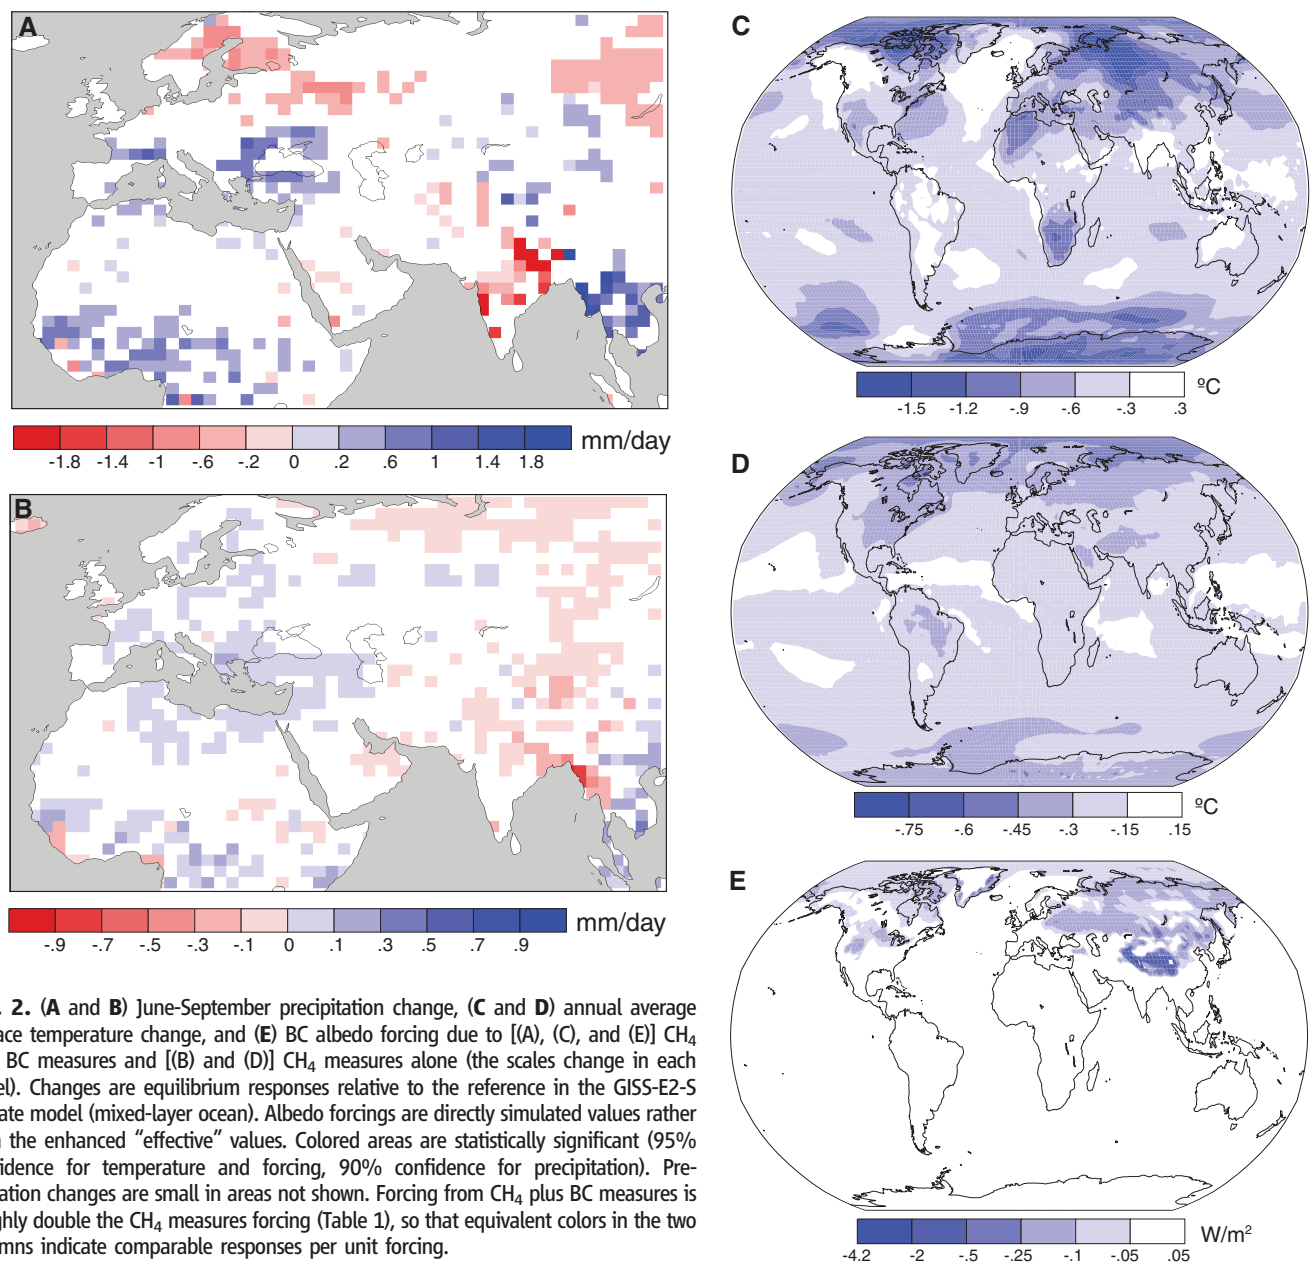 A
-1.8 -1.4 -1 -.6 -.2 0 .2 .6 1 1.4 1.8 mm/day
B
-.9 -.7 -.5 -.3 -.1 0 .1 .3 .5 .7 .9 mm/day
. 2. (A and B) June-September precipitation change, (C and D) annual average
ace temperature change, and (E) BC albedo forcing due to [(A), (C), and (E)] CH₄
BC measures and [(B) and (D)] CH₄ measures alone (the scales change in each
el). Changes are equilibrium responses relative to the reference in the GISS-E2-S
ate model (mixed-layer ocean). Albedo forcings are directly simulated values rather
the enhanced “effective” values. Colored areas are statistically significant (95%
idence for temperature and forcing, 90% confidence for precipitation). Pre-
ation changes are small in areas not shown. Forcing from CH₄ plus BC measures is
ghly double the CH₄ measures forcing (Table 1), so that equivalent colors in the two
mns indicate comparable responses per unit forcing.
C
ºC
-1.5 -1.2 -.9 -.6 -.3 .3
D
ºC
-.75 -.6 -.45 -.3 -.15 .15
E
W/m²
-4.2 -2 -.5 -.25 -.1 -.05 .05